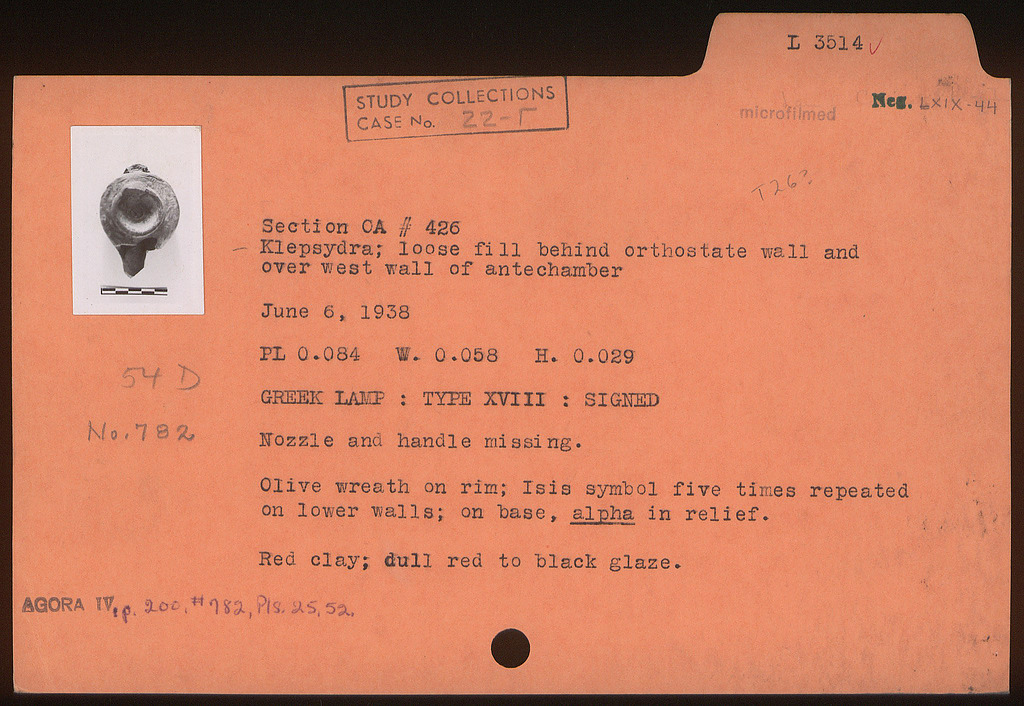 L 3514 ✓
STUDY COLLECTIONS
CASE No. 22-Γ
Neg. LXIX-44
microfilmed
T26?
Section OA # 426
Klepsydra; loose fill behind orthostate wall and
over west wall of antechamber
June 6, 1938
PL 0.084 W. 0.058 H. 0.029
54 D
GREEK LAMP : TYPE XVIII : SIGNED
No. 782
Nozzle and handle missing.
Olive wreath on rim; Isis symbol five times repeated
on lower walls; on base, alpha in relief.
Red clay; dull red to black glaze.
AGORA IV, p. 200, #782, Pls. 25, 52.